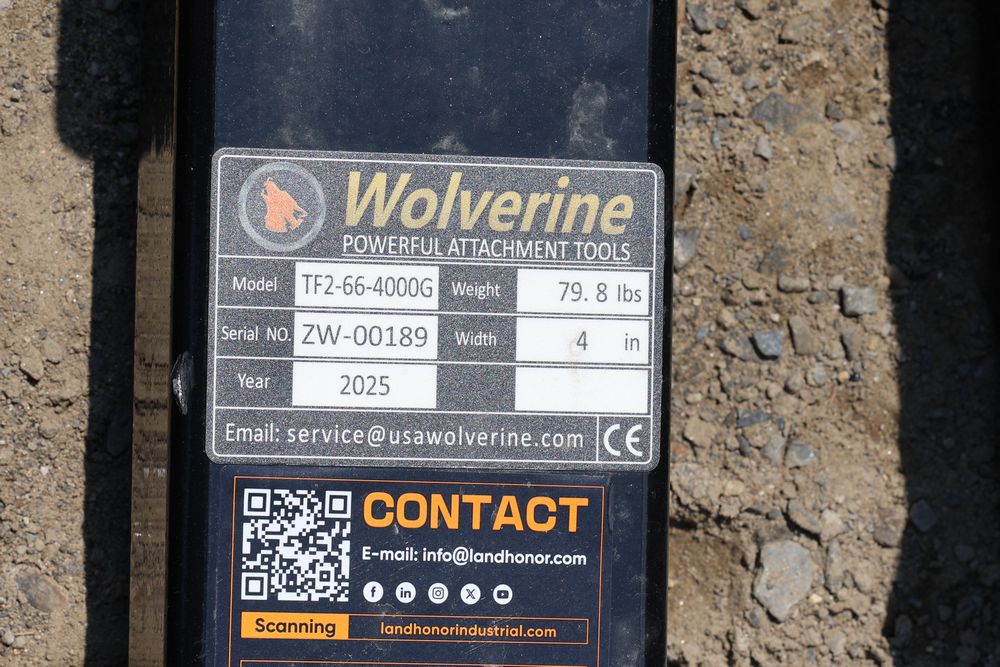 Wolverine
POWERFUL ATTACHMENT TOOLS
Model TF2-66-4000G Weight 79.8 lbs
Serial NO. ZW-00189 Width 4 in
Year 2025
Email: service@usawolverine.com CE
CONTACT
E-mail: info@landhonor.com
Scanning landhonorindustrial.com